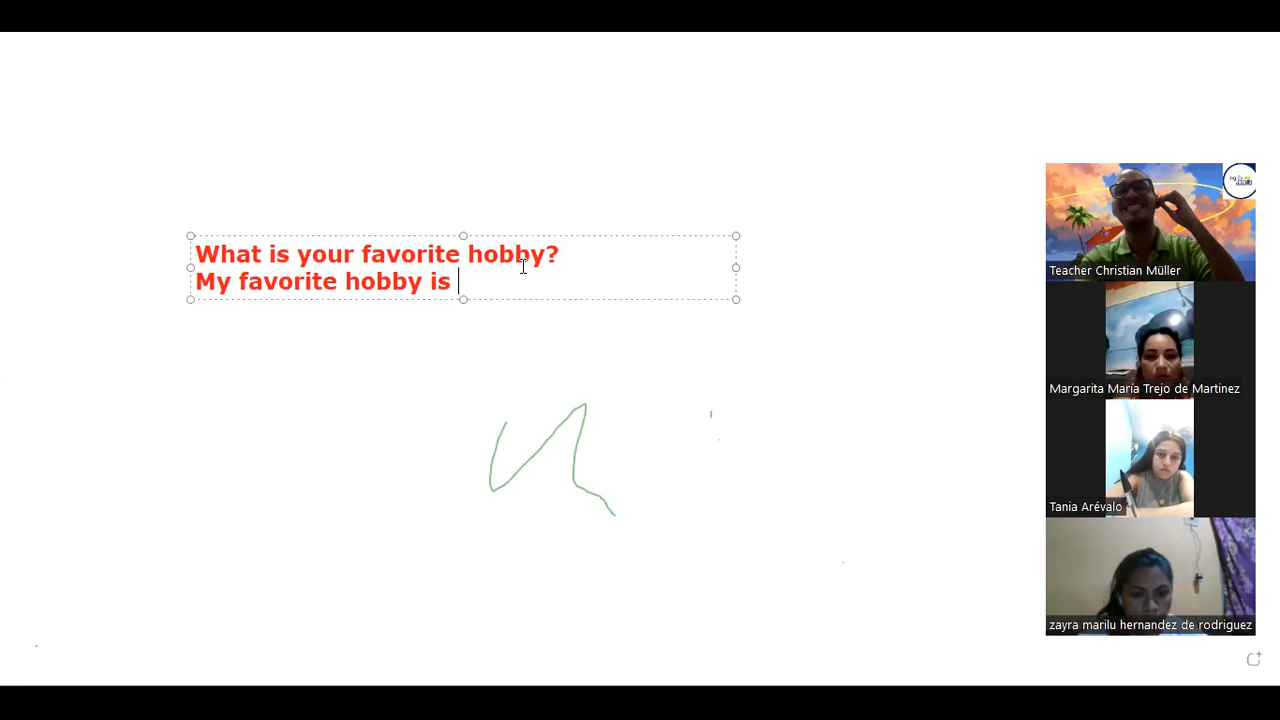 What is your favorite hobby?
My favorite hobby is
Teacher Christian Müller
Margarita María Trejo de Martinez
Tania Arévalo
zayra marilu hernandez de rodriguez